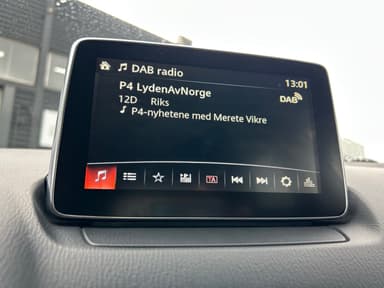 DAB radio
13:01
P4 LydenAvNorge
12D Riks
DAB
P4-nyhetene med Merete Vikre
TA